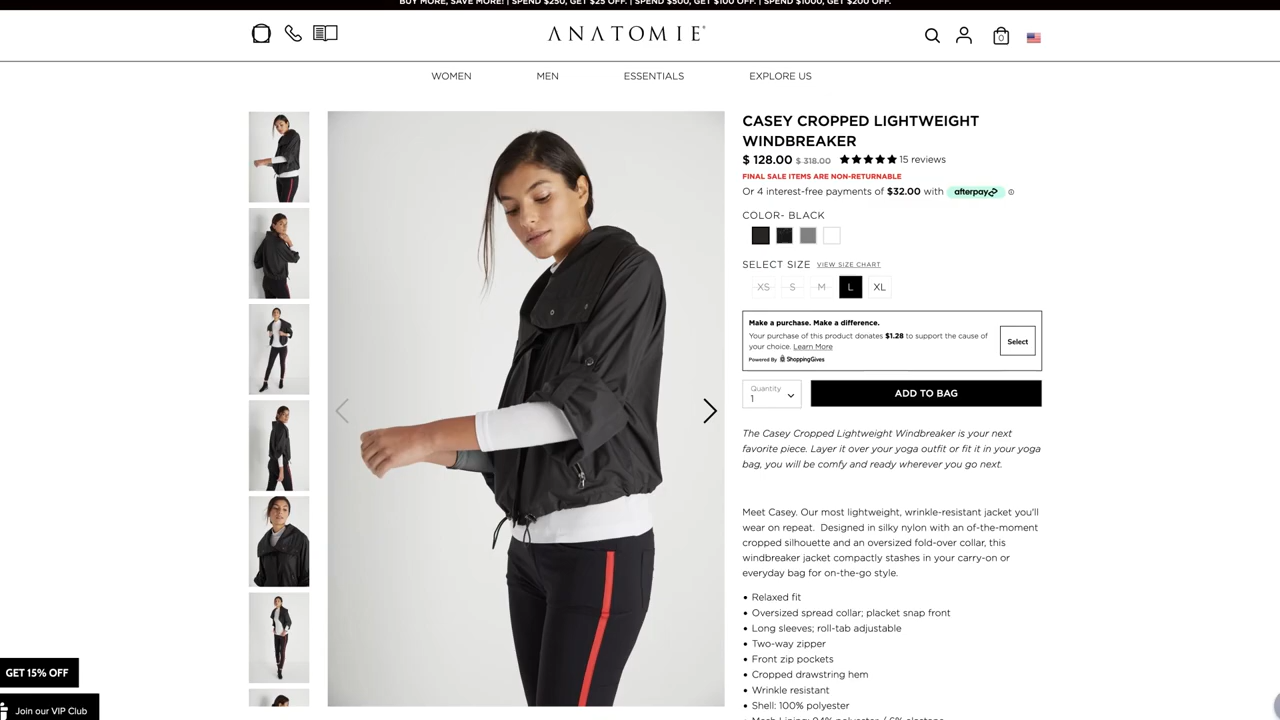 BUY MORE, SAVE MORE! | SPEND $250, GET $25 OFF. | SPEND $500, GET $100 OFF. | SPEND $1000, GET $200 OFF.
ANATOMIE
0
WOMEN MEN ESSENTIALS EXPLORE US
CASEY CROPPED LIGHTWEIGHT
WINDBREAKER
$ 128.00 $ 318.00 15 reviews
FINAL SALE ITEMS ARE NON-RETURNABLE
Or 4 interest-free payments of $32.00 with afterpay
COLOR- BLACK
SELECT SIZE VIEW SIZE CHART
XS S M L XL
Make a purchase. Make a difference.
Your purchase of this product donates $1.28 to support the cause of
your choice. Learn More
Powered By ShoppingGives
Select
Quantity
1
ADD TO BAG
The Casey Cropped Lightweight Windbreaker is your next
favorite piece. Layer it over your yoga outfit or fit it in your yoga
bag, you will be comfy and ready wherever you go next.
Meet Casey. Our most lightweight, wrinkle-resistant jacket you'll
wear on repeat. Designed in silky nylon with an of-the-moment
cropped silhouette and an oversized fold-over collar, this
windbreaker jacket compactly stashes in your carry-on or
everyday bag for on-the-go style.
• Relaxed fit
• Oversized spread collar; placket snap front
• Long sleeves; roll-tab adjustable
• Two-way zipper
• Front zip pockets
• Cropped drawstring hem
• Wrinkle resistant
• Shell: 100% polyester
• Mesh Lining: 94% polyester / 6% elastane
GET 15% OFF
Join our VIP Club